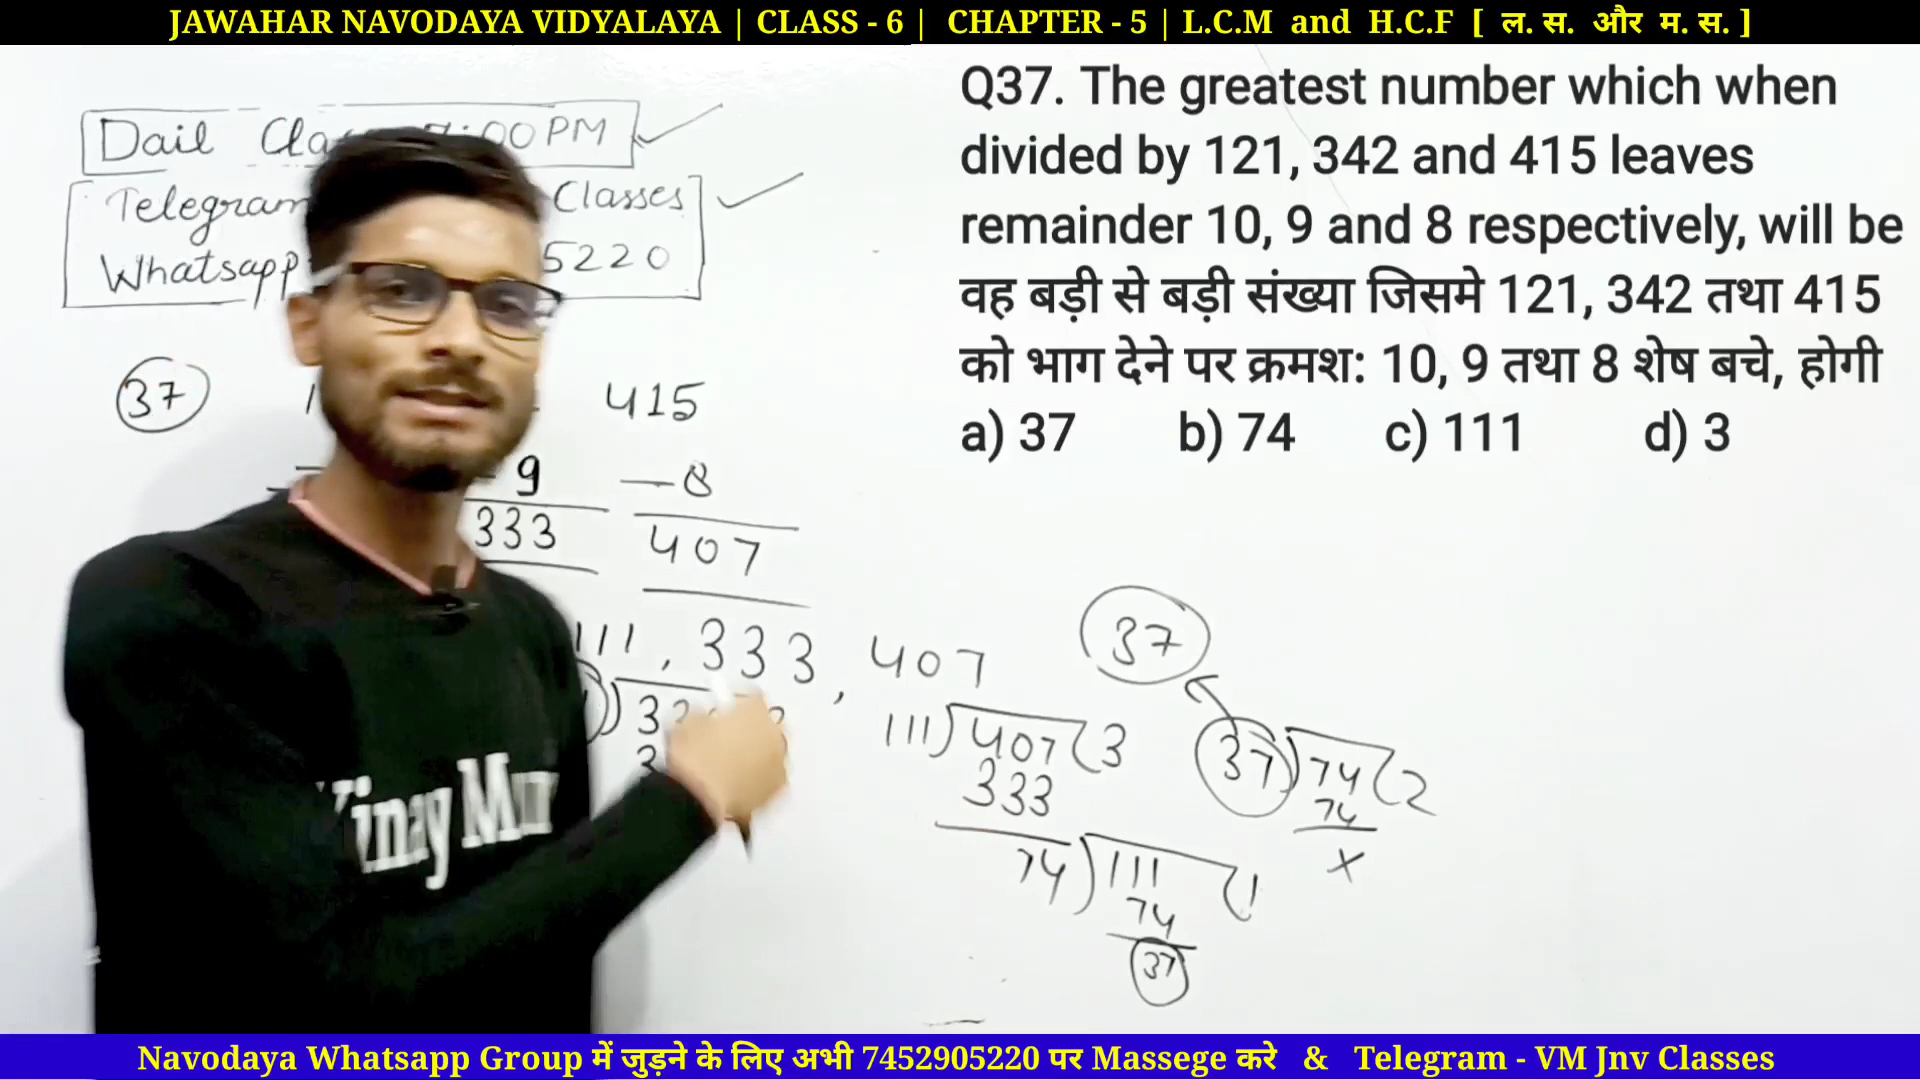 JAWAHAR NAVODAYA VIDYALAYA | CLASS - 6 | CHAPTER - 5 | L.C.M and H.C.F [ ल. स. और म. स. ]
Q37. The greatest number which when
divided by 121, 342 and 415 leaves
remainder 10, 9 and 8 respectively, will be
वह बड़ी से बड़ी संख्या जिसमे 121, 342 तथा 415
को भाग देने पर क्रमश: 10, 9 तथा 8 शेष बचे, होगी
a) 37 b) 74 c) 111 d) 3
Dail :00PM
Telegram Classes
Whatsapp 5220
37 415
9 - 8
333 407
111, 333, 407
37
111) 407 (3
333
74) 111 (1
74
37
37) 74 (2
74
x
Vinay
Navodaya Whatsapp Group में जुड़ने के लिए अभी 7452905220 पर Massege करे & Telegram - VM Jnv Classes